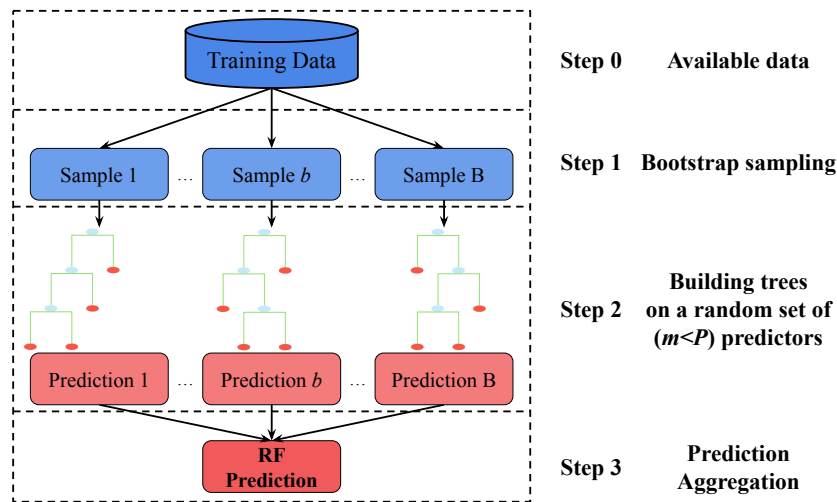 Training Data
Step 0 Available data
Sample 1 ... Sample b ... Sample B
Step 1 Bootstrap sampling
Step 2 Building trees
on a random set of
(m<P) predictors
Prediction 1 ... Prediction b ... Prediction B
RF
Prediction
Step 3 Prediction
Aggregation